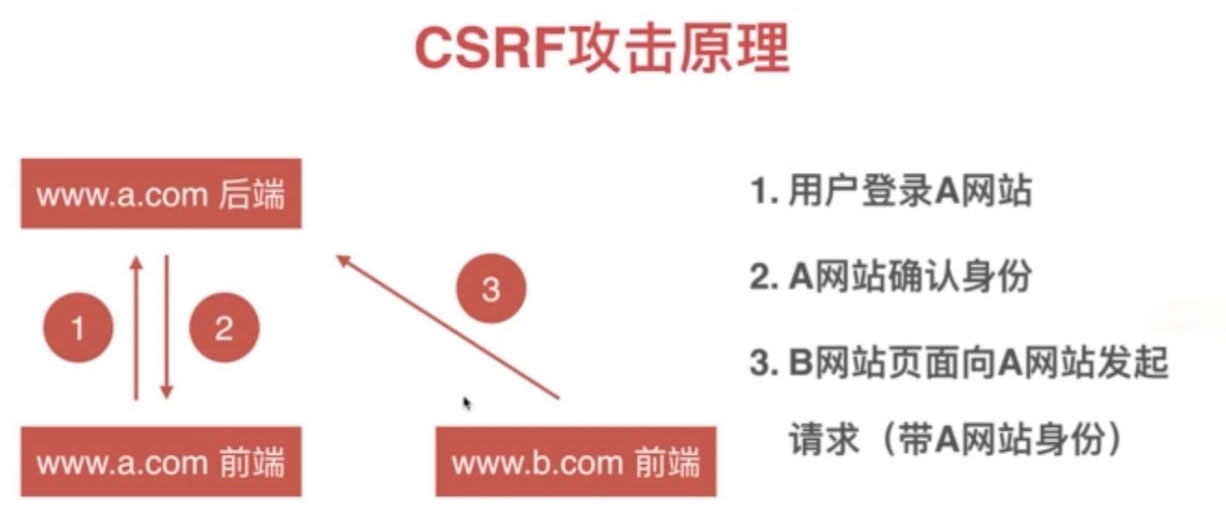 CSRF攻击原理
www.a.com 后端
1
2
3
www.a.com 前端
www.b.com 前端
1. 用户登录A网站
2. A网站确认身份
3. B网站页面向A网站发起
请求（带A网站身份）